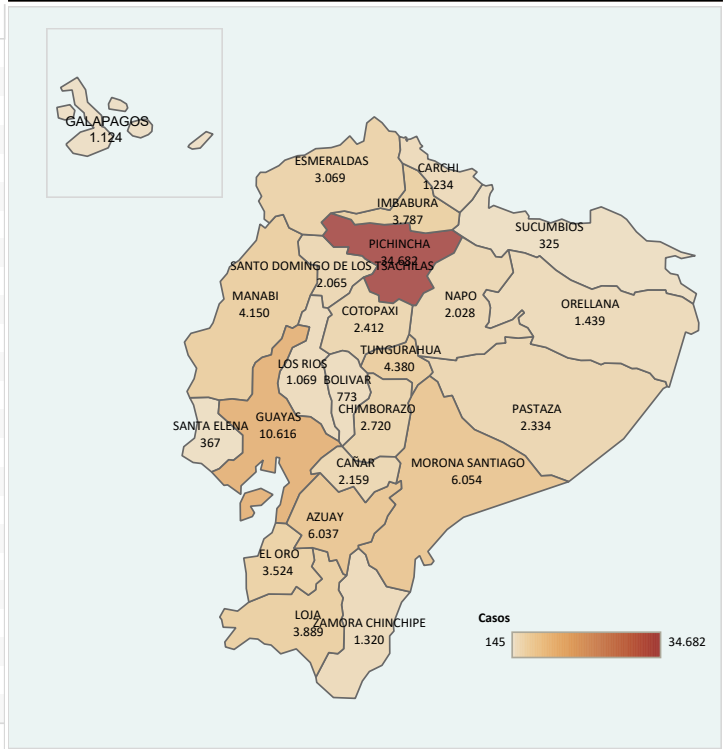 GALAPAGOS
1.124
ESMERALDAS
3.069
CARCHI
1.234
IMBABURA
3.787
SUCUMBIOS
325
PICHINCHA
34.682
SANTO DOMINGO DE LOS TSACHILAS
2.065
MANABI
4.150
NAPO
2.028
ORELLANA
1.439
COTOPAXI
2.412
TUNGURAHUA
4.380
LOS RIOS
1.069
BOLIVAR
773
CHIMBORAZO
2.720
PASTAZA
2.334
SANTA ELENA
367
GUAYAS
10.616
CAÑAR
2.159
MORONA SANTIAGO
6.054
AZUAY
6.037
EL ORO
3.524
LOJA
3.889
ZAMORA CHINCHIPE
1.320
Casos
145 34.682